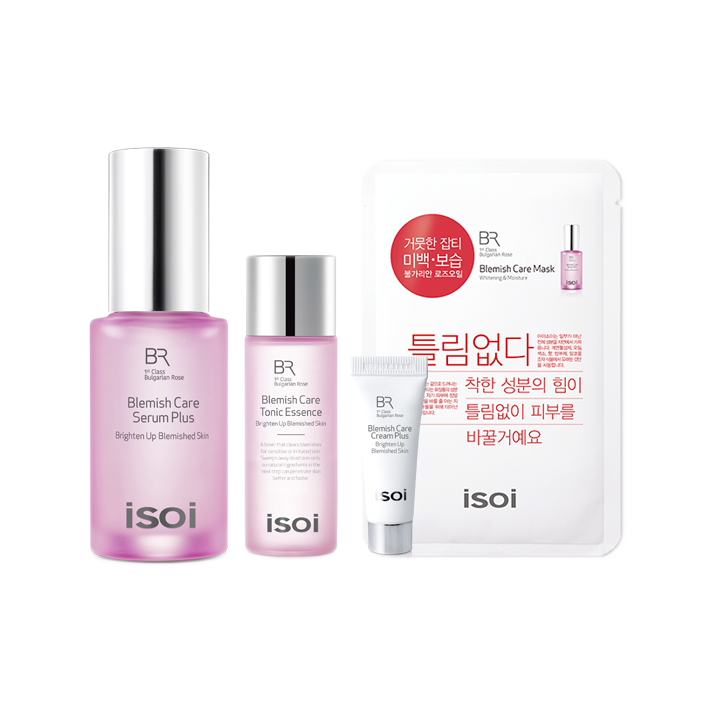 BR
1st Class
Bulgarian Rose
Blemish Care
Serum Plus
Brighten Up Blemished Skin
isoi
BR
1st Class
Bulgarian Rose
Blemish Care
Tonic Essence
Brighten Up Blemished Skin
isoi
BR
1st Class
Bulgarian Rose
Blemish Care
Cream Plus
Brighten Up
Blemished Skin
isoi
거뭇한 잡티
미백·보습
불가리안 로즈오일
BR
1st Class
Bulgarian Rose
Blemish Care Mask
Whitening & Moisture
틀림없다
착한 성분의 힘이
틀림없이 피부를
바꿀거예요
isoi